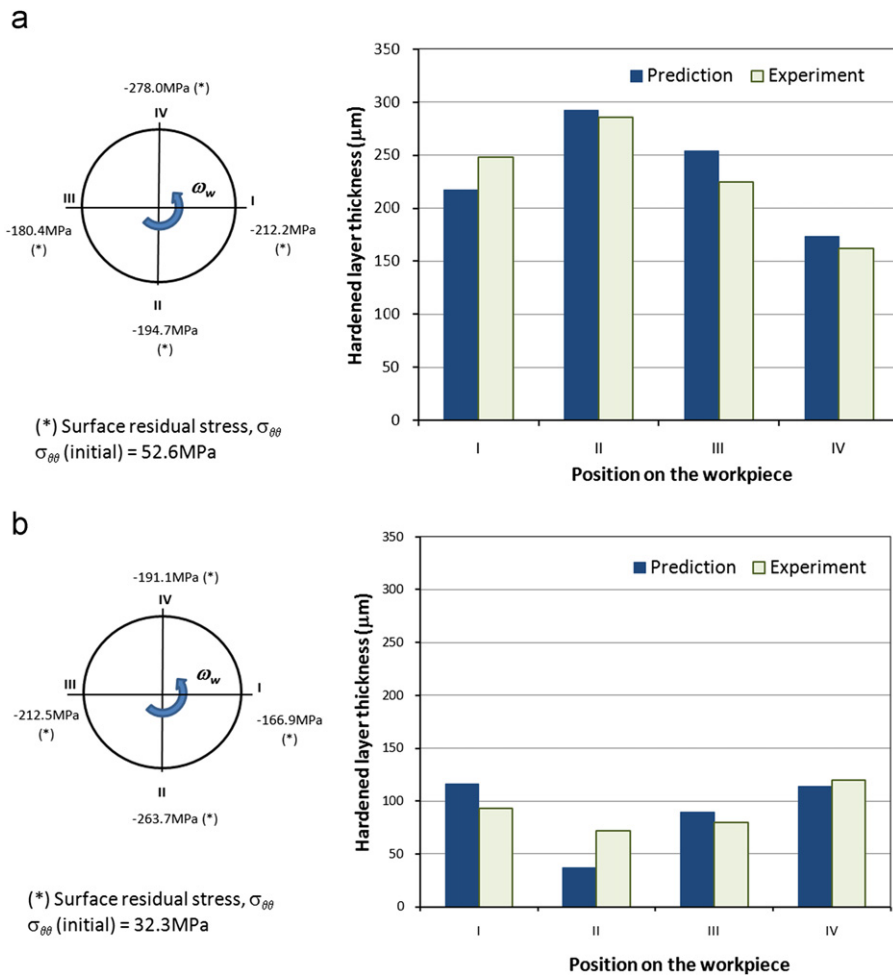 a
-278.0MPa (*)
IV
III
ωw
I
-180.4MPa
(*)
-212.2MPa
(*)
II
-194.7MPa
(*)
(*) Surface residual stress, σθθ
σθθ (initial) = 52.6MPa
350
300
250
200
150
100
50
0
Hardened layer thickness (μm)
Prediction
Experiment
I
II
III
IV
Position on the workpiece
b
-191.1MPa (*)
IV
III
ωw
I
-212.5MPa
(*)
-166.9MPa
(*)
II
-263.7MPa (*)
(*) Surface residual stress, σθθ
σθθ (initial) = 32.3MPa
350
300
250
200
150
100
50
0
Hardened layer thickness (μm)
Prediction
Experiment
I
II
III
IV
Position on the workpiece